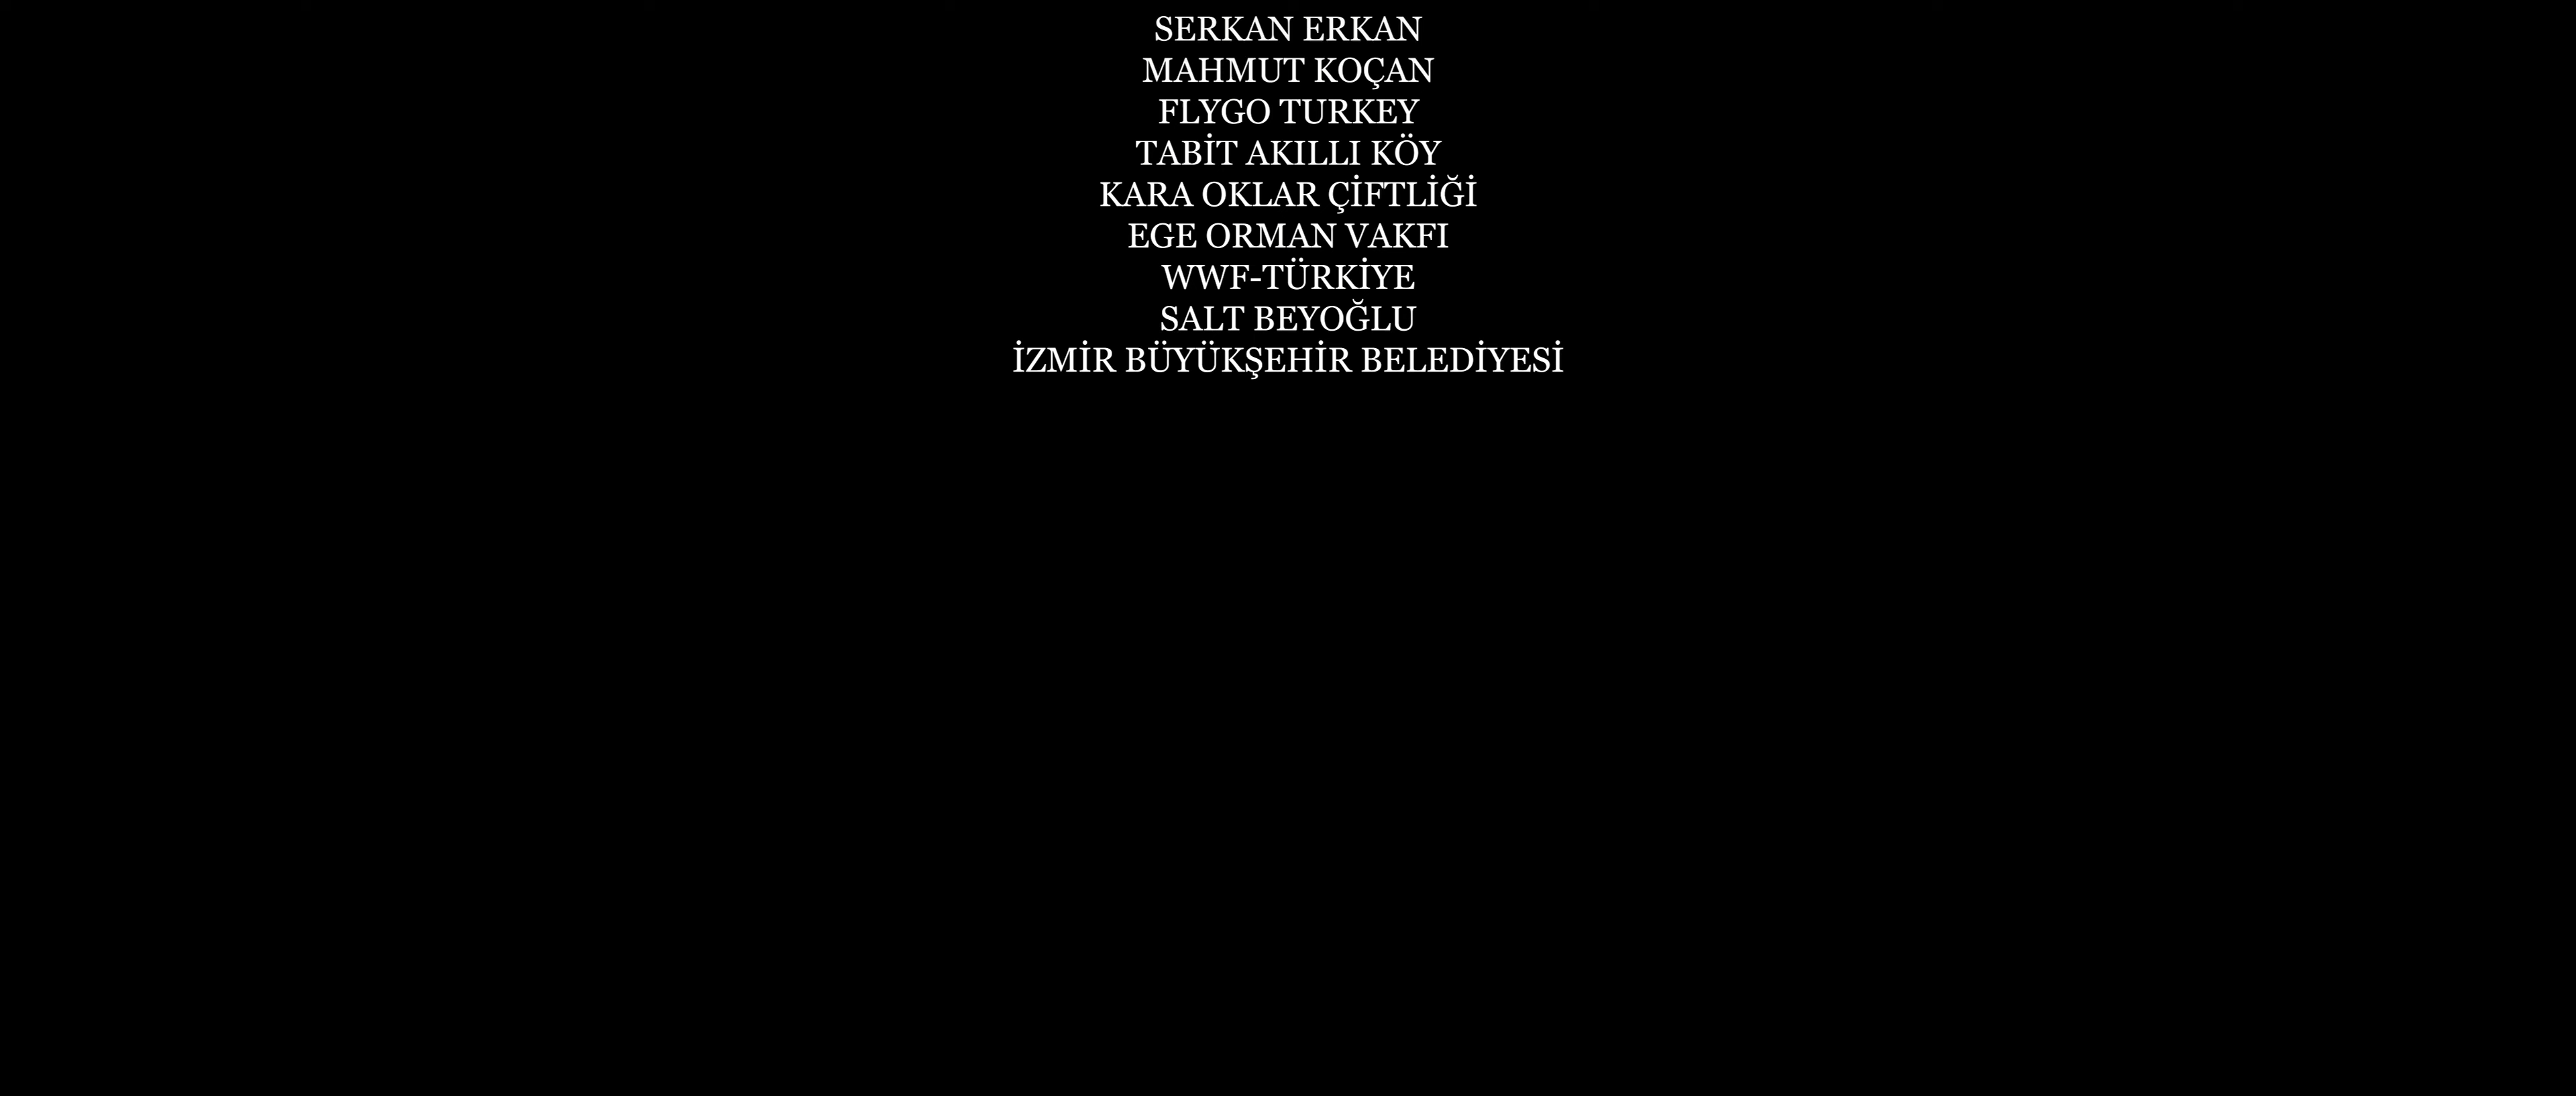 SERKAN ERKAN
MAHMUT KOÇAN
FLYGO TURKEY
TABİT AKILLI KÖY
KARA OKLAR ÇİFTLİĞİ
EGE ORMAN VAKFI
WWF-TÜRKİYE
SALT BEYOĞLU
İZMİR BÜYÜKŞEHİR BELEDİYESİ